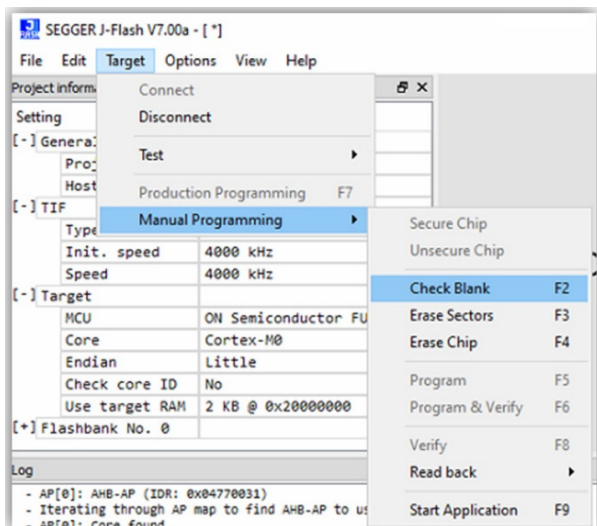 SEGGER J-Flash V7.00a - [ *]
File Edit Target Options View Help
Project inform
Connect
Setting
Disconnect
[-] General
Test
Proj
Host
Production Programming F7
[-] TIF
Manual Programming
Type
Secure Chip
Init. speed 4000 kHz
Unsecure Chip
Speed 4000 kHz
[-] Target
Check Blank F2
MCU ON Semiconductor FU
Erase Sectors F3
Core Cortex-M0
Erase Chip F4
Endian Little
Check core ID No
Program F5
Use target RAM 2 KB @ 0x20000000
Program & Verify F6
[+] Flashbank No. 0
Verify F8
Log
Read back
- AP[0]: AHB-AP (IDR: 0x04770031)
- Iterating through AP map to find AHB-AP to us
Start Application F9
- AP[0]: Core found